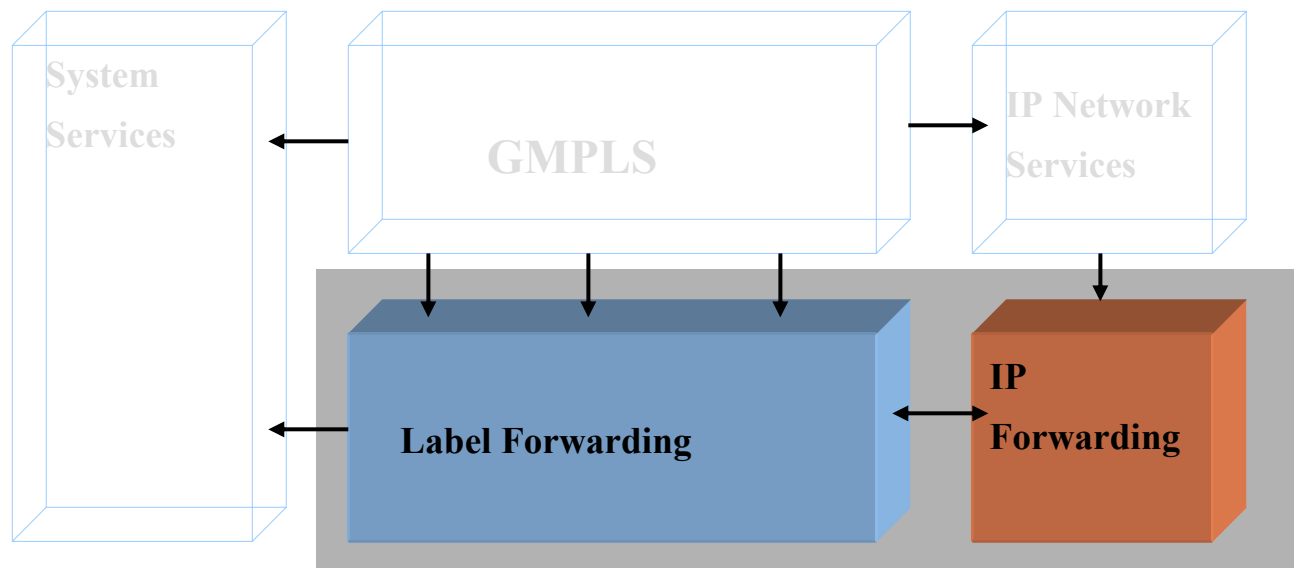 System
Services
GMPLS
IP Network
Services
Label Forwarding
IP
Forwarding